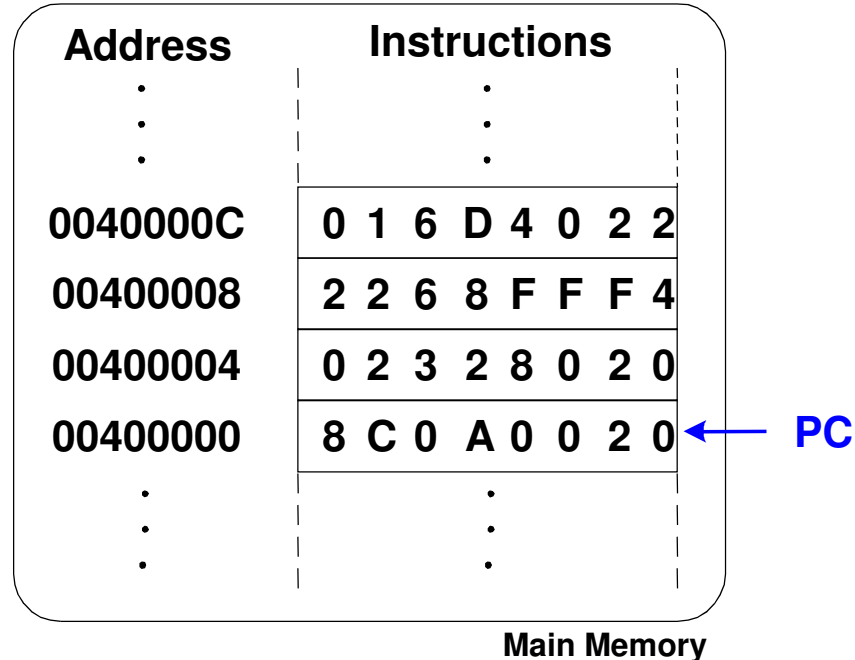 Address Instructions
0040000C 0 1 6 D 4 0 2 2
00400008 2 2 6 8 F F F 4
00400004 0 2 3 2 8 0 2 0
00400000 8 C 0 A 0 0 2 0 PC
Main Memory